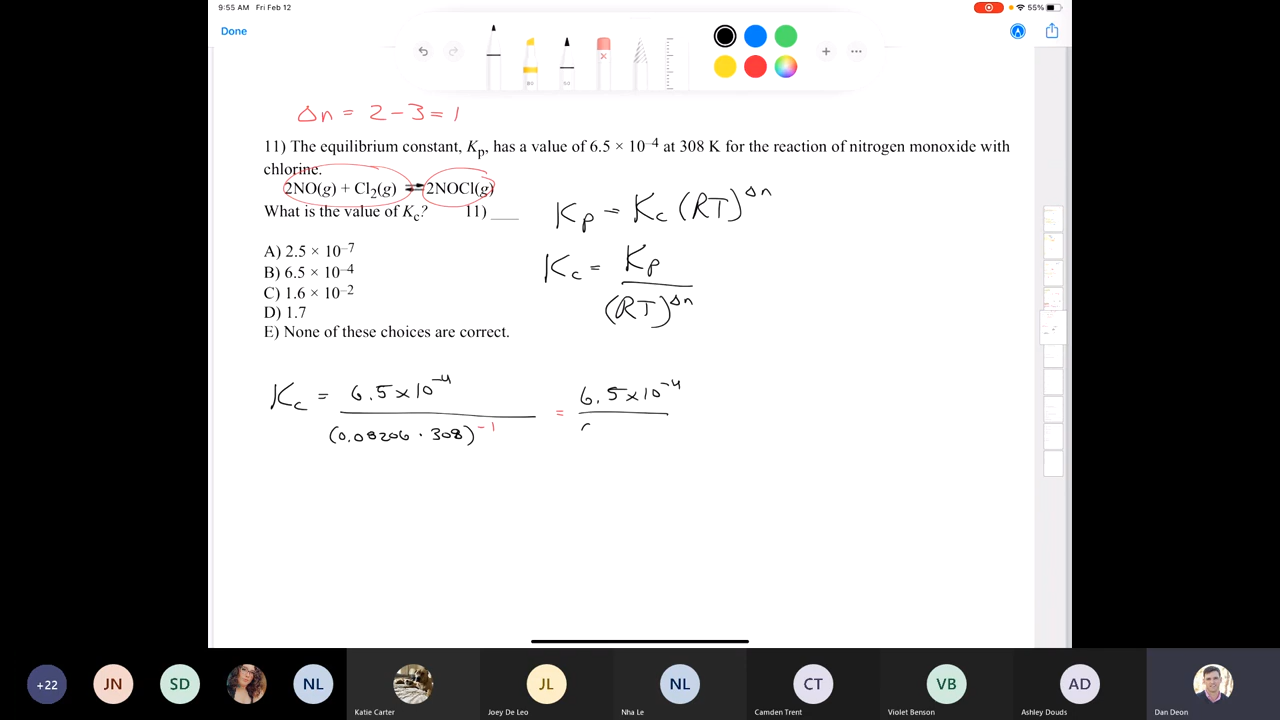 9:55 AM Fri Feb 12
55%
Done
Δn = 2 - 3 = 1
11) The equilibrium constant, Kp, has a value of 6.5 × 10–4 at 308 K for the reaction of nitrogen monoxide with
chlorine.
2NO(g) + Cl2(g) ⇌ 2NOCl(g)
What is the value of Kc? 11) ____
Kp = Kc (RT)^Δn
A) 2.5 × 10–7
B) 6.5 × 10–4
C) 1.6 × 10–2
D) 1.7
E) None of these choices are correct.
Kc = Kp
(RT)^Δn
Kc = 6.5 x 10^-4 = 6.5 x 10^-4
(0.08206 · 308)^-1
+22
JN
SD
NL
JL
NL
CT
VB
AD
Katie Carter
Joey De Leo
Nha Le
Camden Trent
Violet Benson
Ashley Douds
Dan Deon